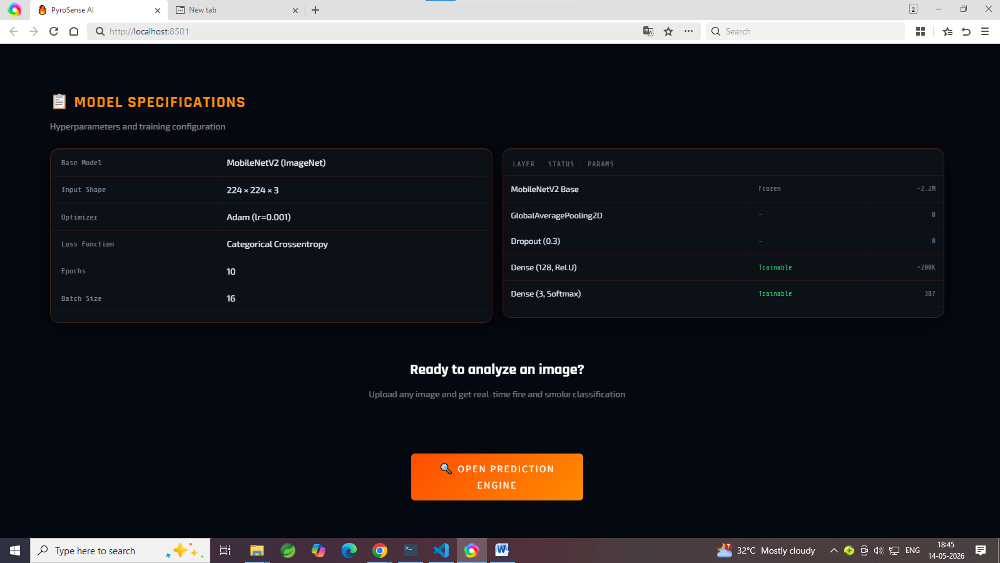 PyroSense AI
New tab
2
http://localhost:8501
Search
MODEL SPECIFICATIONS
Hyperparameters and training configuration
Base Model MobileNetV2 (ImageNet)
Input Shape 224 × 224 × 3
Optimizer Adam (lr=0.001)
Loss Function Categorical Crossentropy
Epochs 10
Batch Size 16
LAYER · STATUS · PARAMS
MobileNetV2 Base Frozen ~2.2M
GlobalAveragePooling2D — 0
Dropout (0.3) — 0
Dense (128, ReLU) Trainable ~200K
Dense (3, Softmax) Trainable 387
Ready to analyze an image?
Upload any image and get real-time fire and smoke classification
OPEN PREDICTION
ENGINE
Type here to search
7
32°C Mostly cloudy
ENG
18:45
14-05-2026